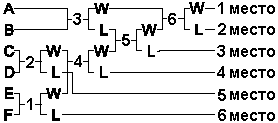 A W 6 W 1 место
B 3 L 5 W L 2 место
C W 4 W L 3 место
D 2 L L 4 место
E W 5 место
F 1 L 6 место